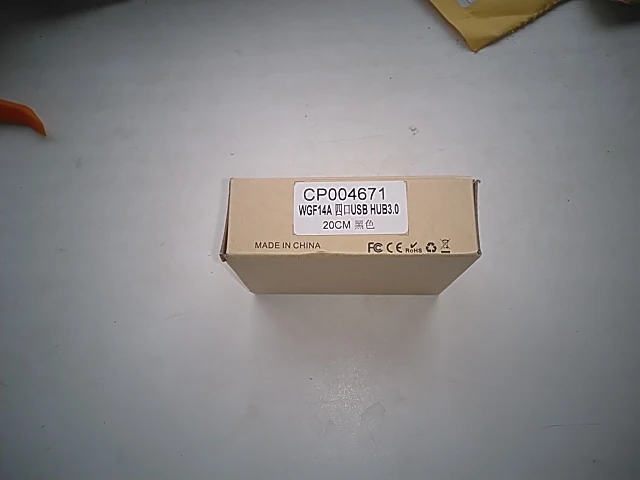 CP004671
WGF14A 四口USB HUB3.0
20CM 黑色
MADE IN CHINA
FC CE RoHS